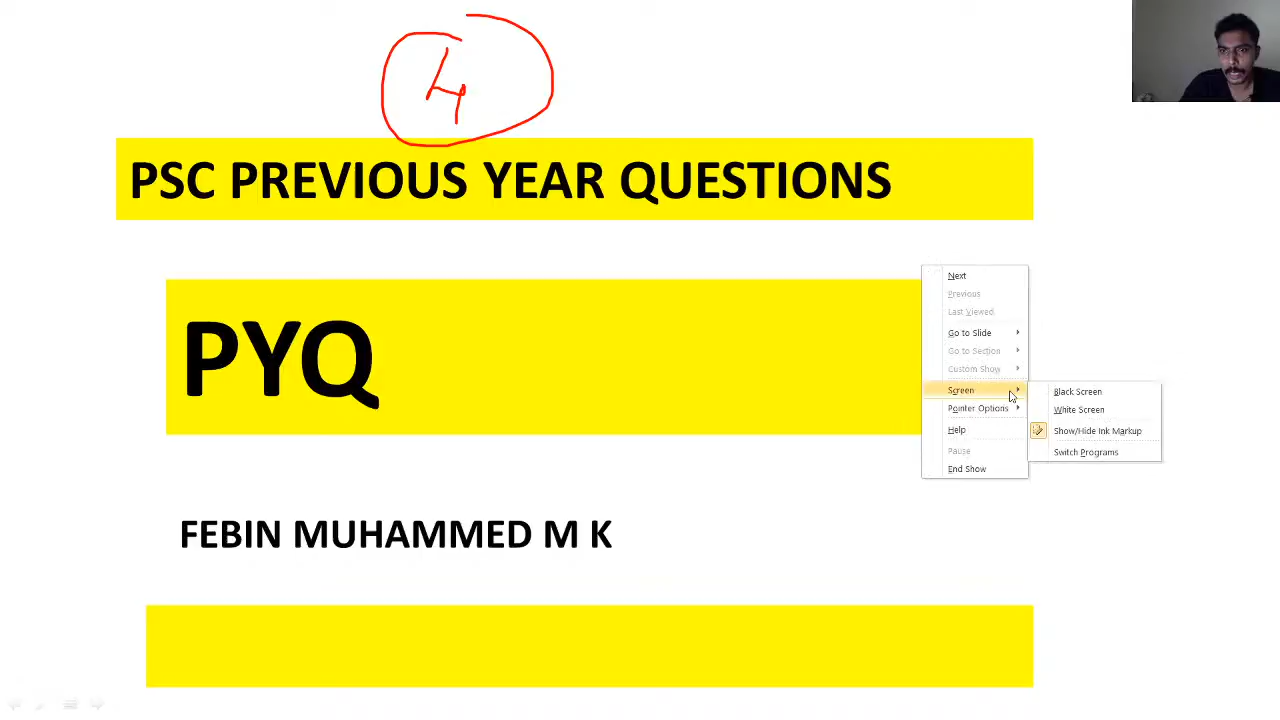 4
PSC PREVIOUS YEAR QUESTIONS
PYQ
FEBIN MUHAMMED M K
Next
Previous
Last Viewed
Go to Slide
Go to Section
Custom Show
Screen
Pointer Options
Help
Pause
End Show
Black Screen
White Screen
Show/Hide Ink Markup
Switch Programs